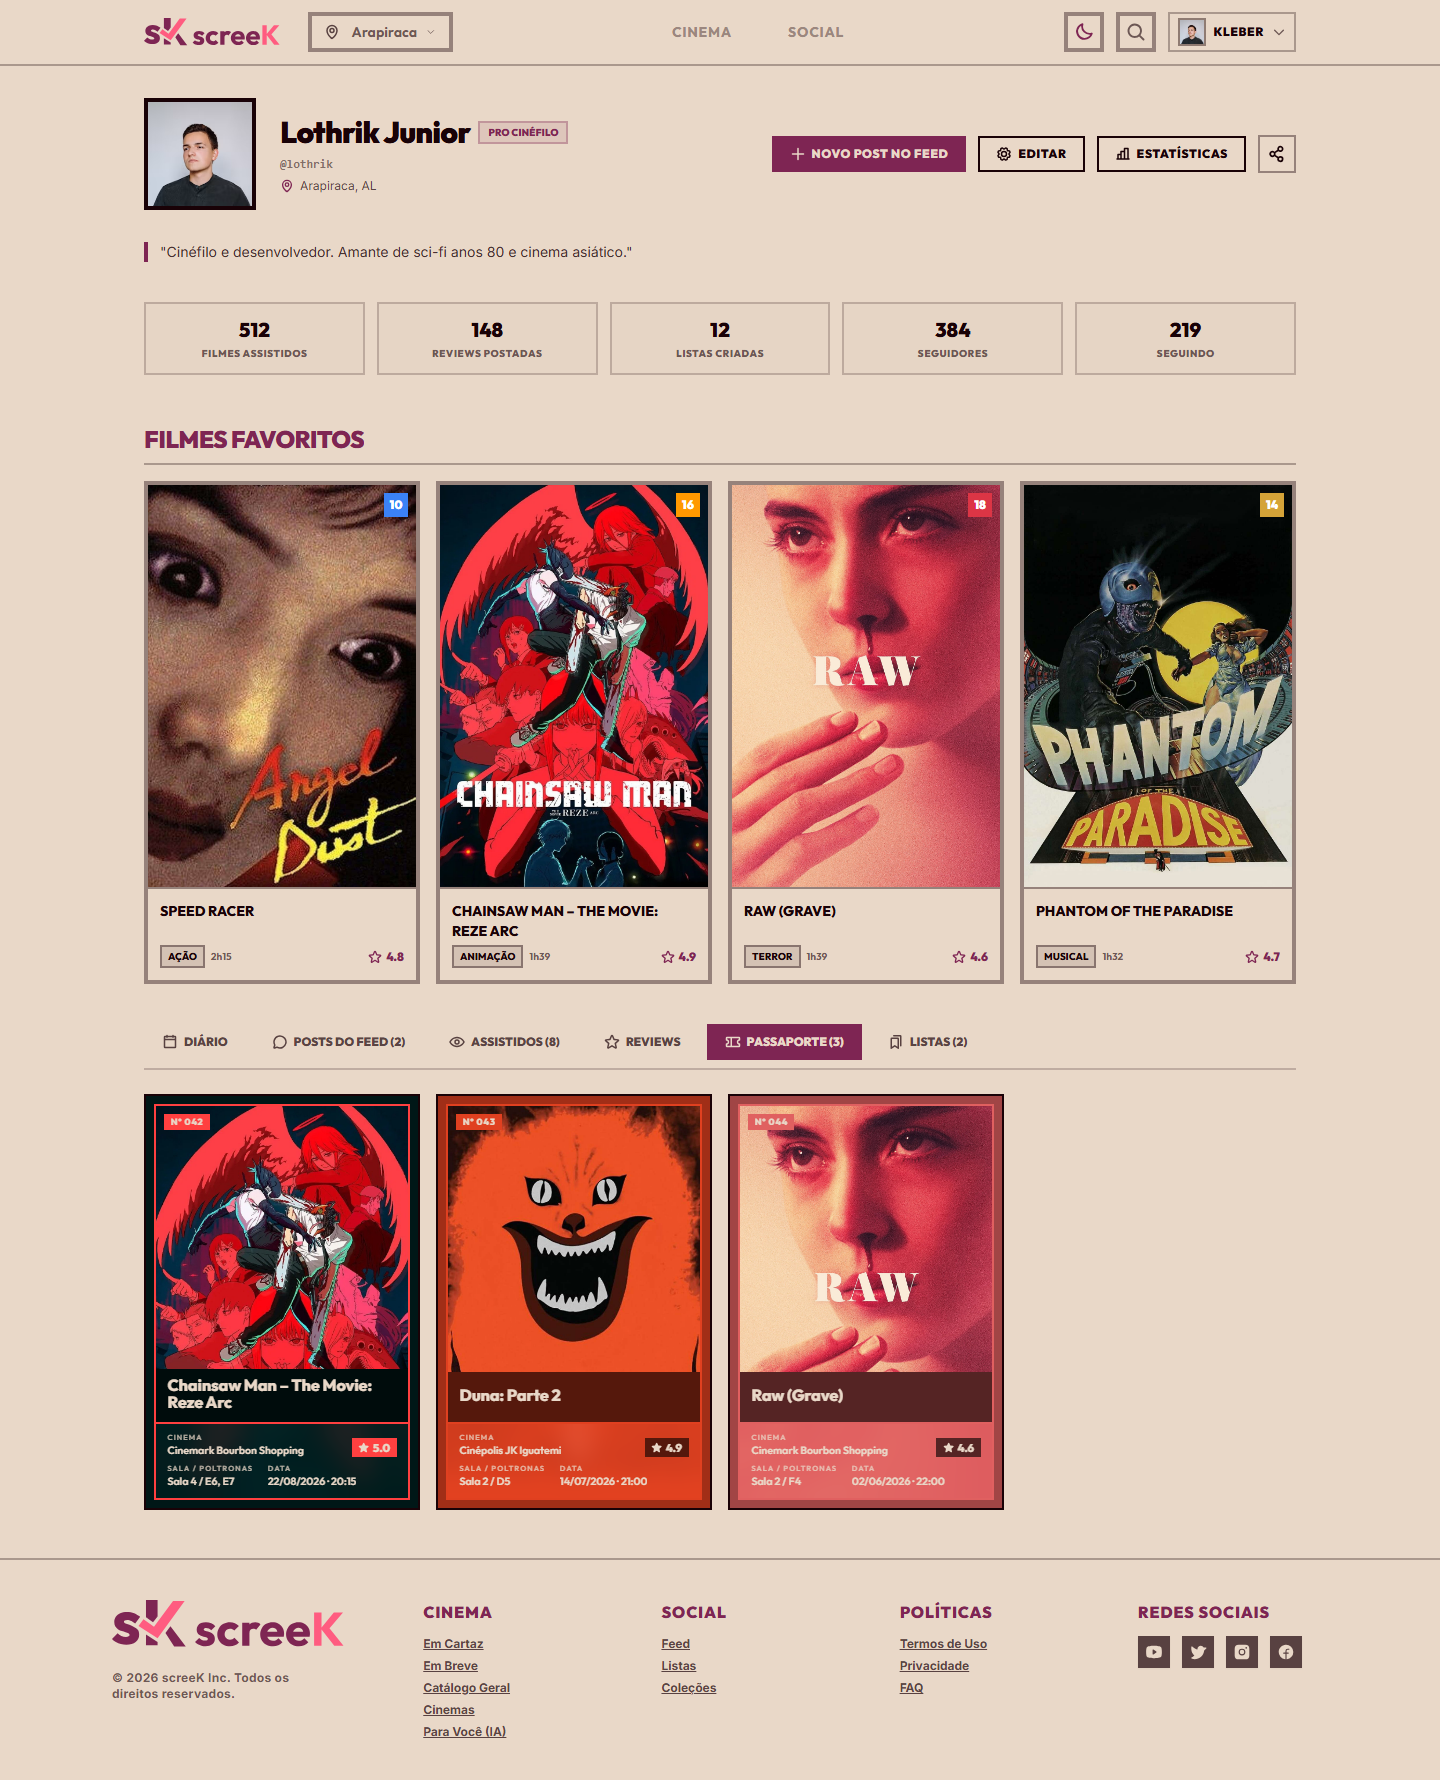 sK screeK
Arapiraca
CINEMA
SOCIAL
KLEBER
Lothrik Junior
PRO CINÉFILO
@lothrik
Arapiraca, AL
NOVO POST NO FEED
EDITAR
ESTATÍSTICAS
"Cinéfilo e desenvolvedor. Amante de sci-fi anos 80 e cinema asiático."
512
FILMES ASSISTIDOS
148
REVIEWS POSTADAS
12
LISTAS CRIADAS
384
SEGUIDORES
219
SEGUINDO
FILMES FAVORITOS
10
Angel
Dust
SPEED RACER
AÇÃO
2h15
4.8
16
CHAINSAW MAN
THE MOVIE REZE ARC
CHAINSAW MAN – THE MOVIE:
REZE ARC
ANIMAÇÃO
1h39
4.9
18
RAW
RAW (GRAVE)
TERROR
1h39
4.6
14
PHANTOM
OF THE
PARADISE
PHANTOM OF THE PARADISE
MUSICAL
1h32
4.7
DIÁRIO
POSTS DO FEED (2)
ASSISTIDOS (8)
REVIEWS
PASSAPORTE (3)
LISTAS (2)
Nº 042
Chainsaw Man – The Movie:
Reze Arc
CINEMA
Cinemark Bourbon Shopping
5.0
SALA / POLTRONAS
DATA
Sala 4 / E6, E7
22/08/2026 · 20:15
Nº 043
Duna: Parte 2
CINEMA
Cinépolis JK Iguatemi
4.9
SALA / POLTRONAS
DATA
Sala 2 / D5
14/07/2026 · 21:00
Nº 044
RAW
Raw (Grave)
CINEMA
Cinemark Bourbon Shopping
4.6
SALA / POLTRONAS
DATA
Sala 2 / F4
02/06/2026 · 22:00
sK screeK
© 2026 screeK Inc. Todos os
direitos reservados.
CINEMA
Em Cartaz
Em Breve
Catálogo Geral
Cinemas
Para Você (IA)
SOCIAL
Feed
Listas
Coleções
POLÍTICAS
Termos de Uso
Privacidade
FAQ
REDES SOCIAIS